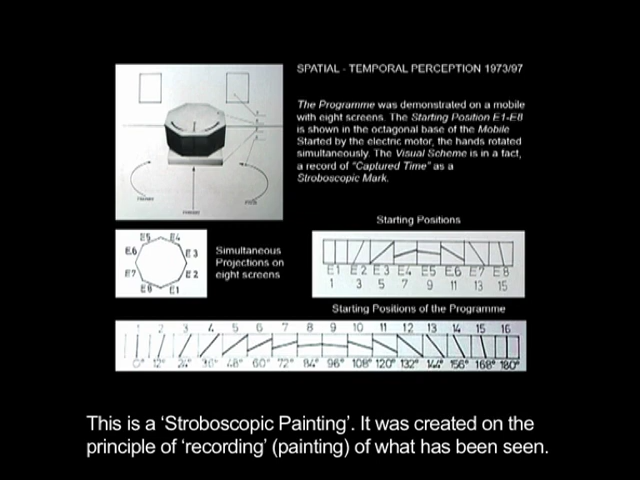 SPATIAL - TEMPORAL PERCEPTION 1973/97
The Programme was demonstrated on a mobile
with eight screens. The Starting Position E1-E8
is shown in the octagonal base of the Mobile
Started by the electric motor, the hands rotated
simultaneously. The Visual Scheme is in a fact,
a record of "Captured Time" as a
Stroboscopic Mark.
Starting Positions
E5 E4
E6 E3
E7 E2
E8 E1
Simultaneous
Projections on
eight screens
E1 E2 E3 E4 E5 E6 E7 E8
1 3 5 7 9 11 13 15
Starting Positions of the Programme
1 2 3 4 5 6 7 8 9 10 11 12 13 14 15 16
0° 12° 24° 36° 48° 60° 72° 84° 96° 108° 120° 132° 144° 156° 168° 180°
This is a ‘Stroboscopic Painting’. It was created on the
principle of ‘recording’ (painting) of what has been seen.